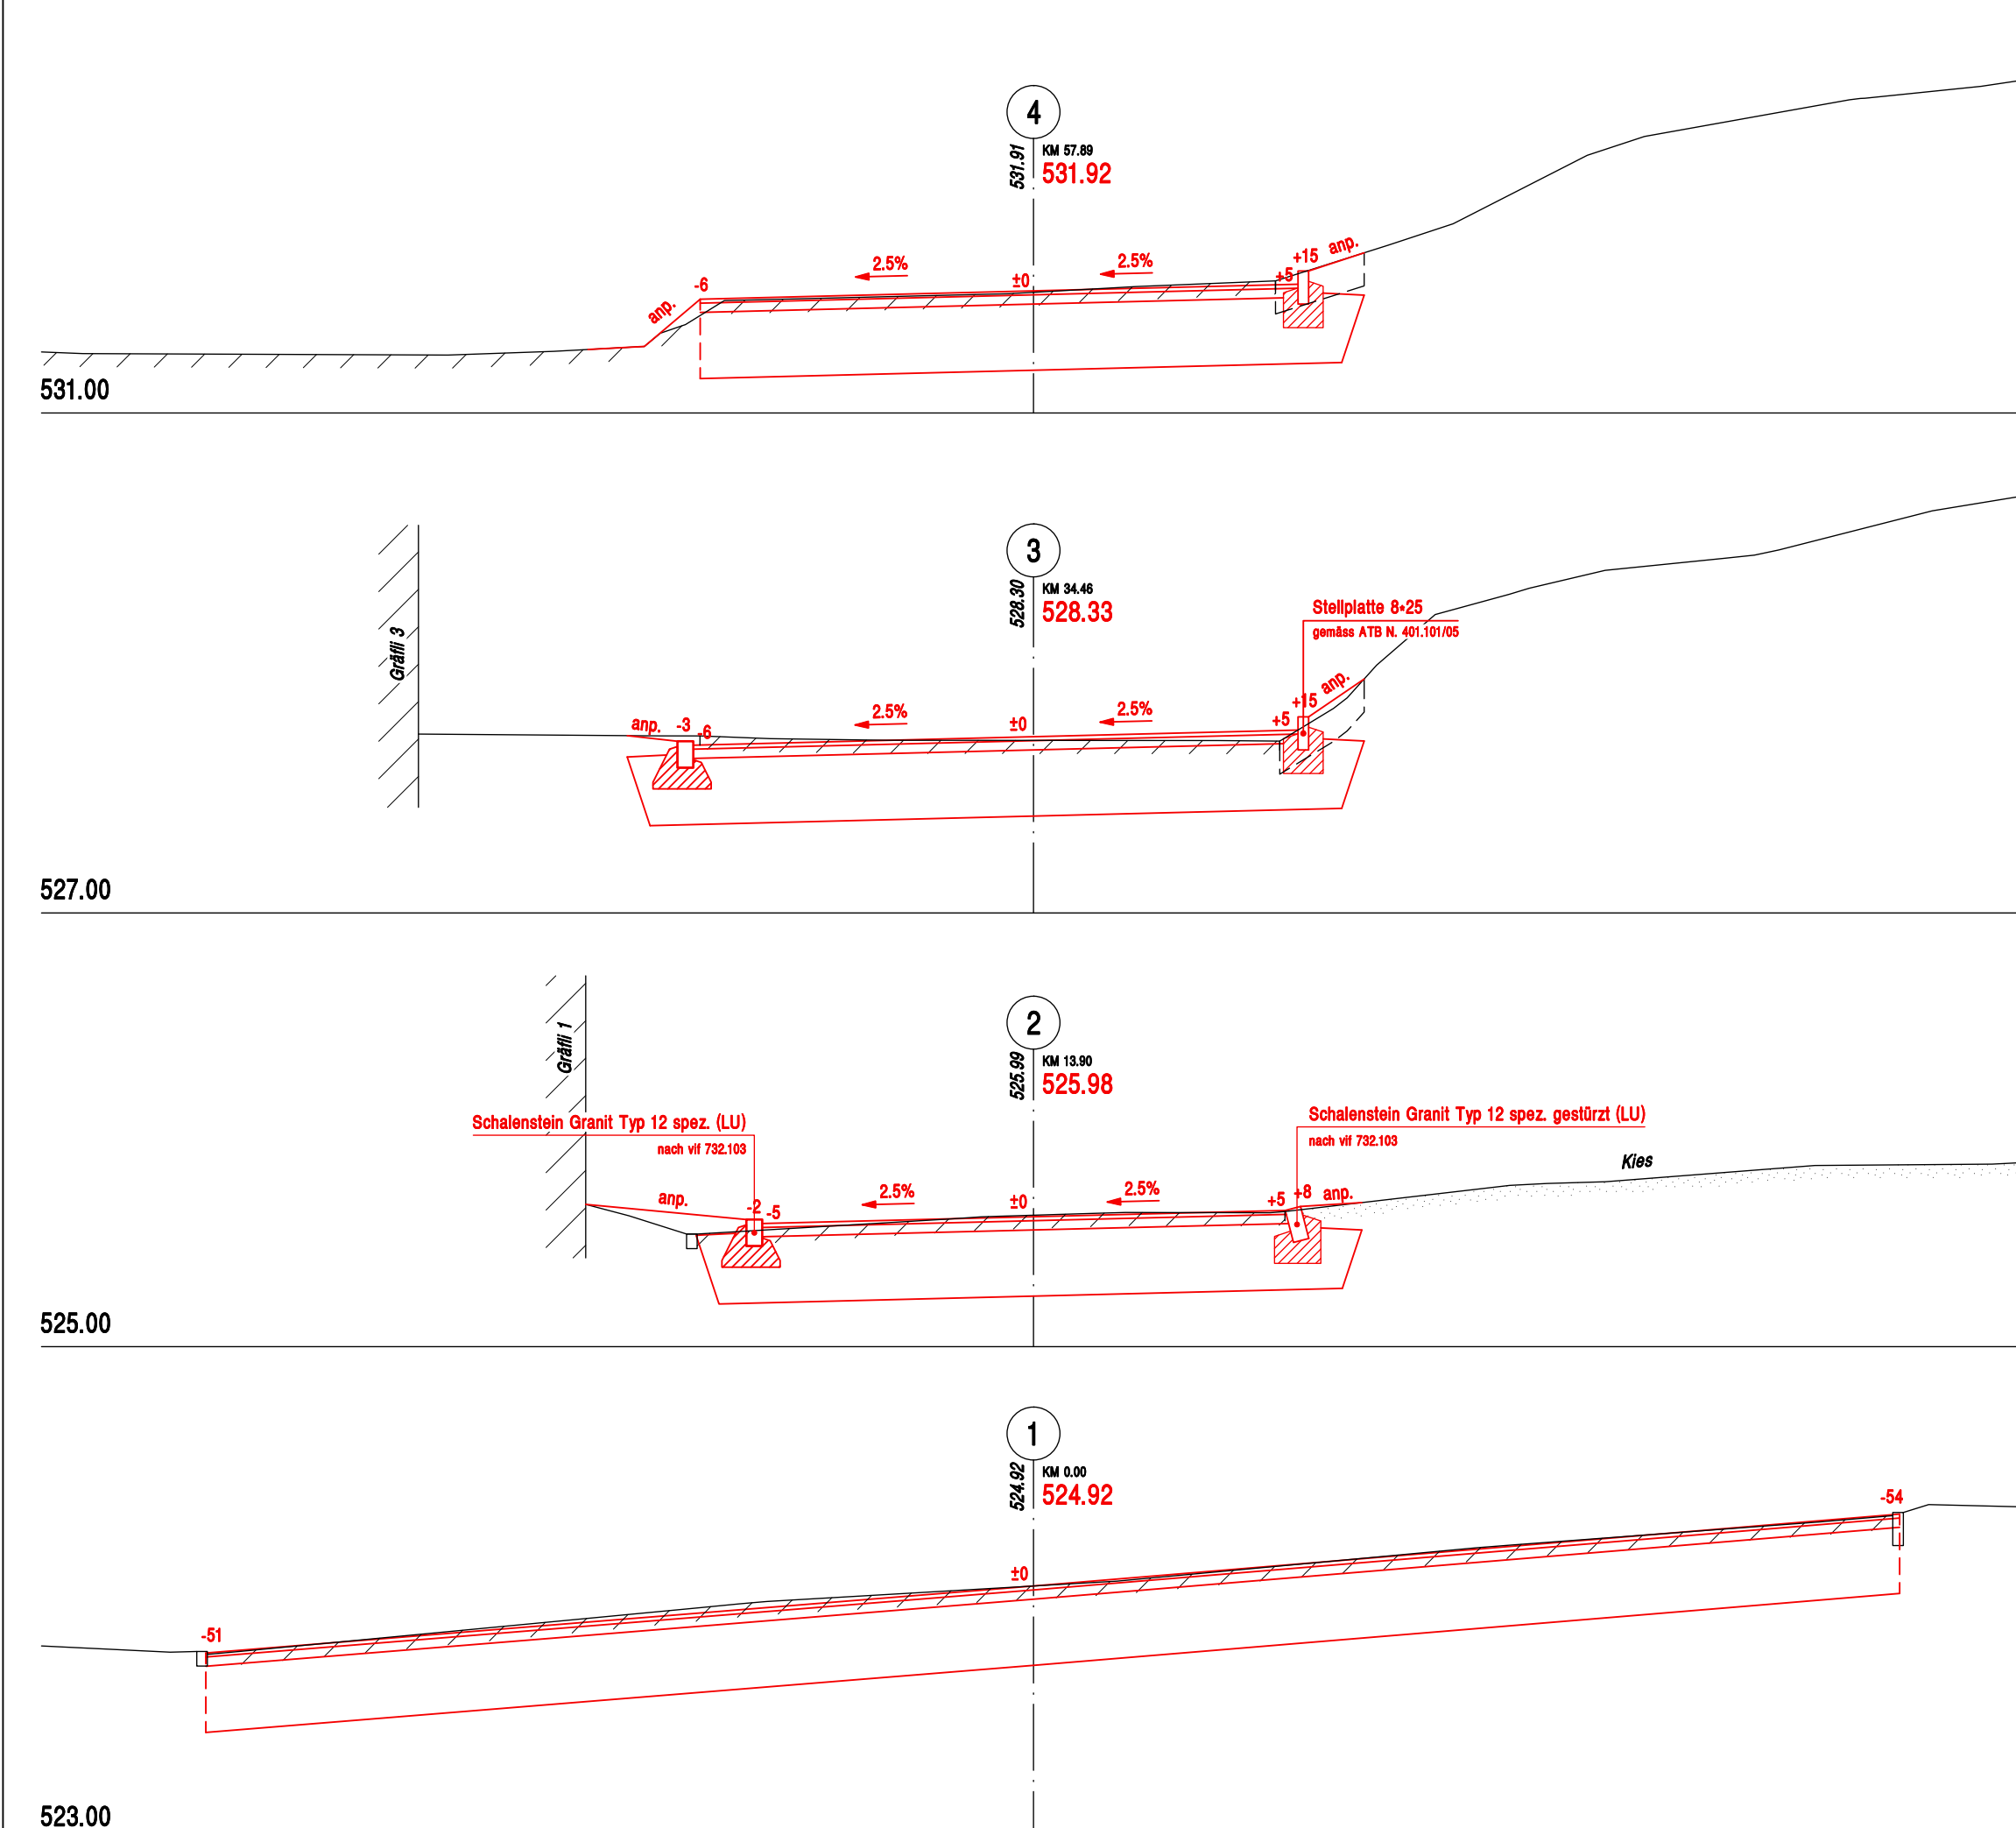 4
531.91
KM 57.89
531.92
-6
anp.
2.5%
±0
2.5%
+5
+15
anp.
531.00
3
528.30
KM 34.46
528.33
Gräfli 3
Stellplatte 8*25
gemäss ATB N. 401.101/05
anp.
-3
-6
2.5%
±0
2.5%
+5
+15
anp.
527.00
2
525.99
KM 13.90
525.98
Gräfli 1
Schalenstein Granit Typ 12 spez. (LU)
nach vif 732.103
Schalenstein Granit Typ 12 spez. gestürzt (LU)
nach vif 732.103
Kies
anp.
-2
-5
2.5%
±0
2.5%
+5
+8
anp.
525.00
1
524.92
KM 0.00
524.92
-54
±0
-51
523.00